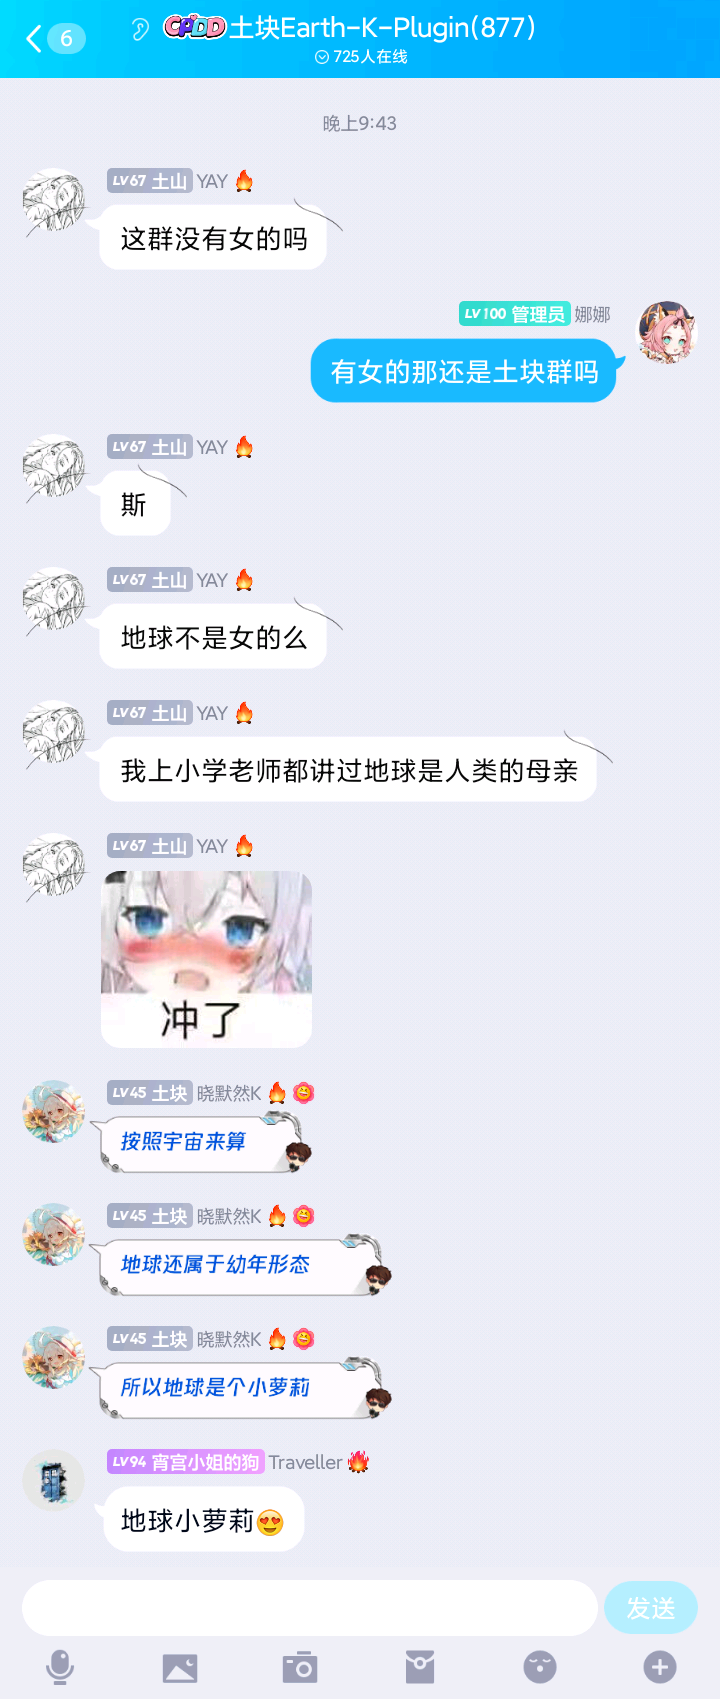 6
CPDD土块Earth-K-Plugin(877)
725人在线
晚上9:43
LV67 土山 YAY
这群没有女的吗
LV100 管理员 娜娜
有女的那还是土块群吗
LV67 土山 YAY
斯
LV67 土山 YAY
地球不是女的么
LV67 土山 YAY
我上小学老师都讲过地球是人类的母亲
LV67 土山 YAY
冲了
LV45 土块 晓默然K
按照宇宙来算
LV45 土块 晓默然K
地球还属于幼年形态
LV45 土块 晓默然K
所以地球是个小萝莉
LV94 宵宫小姐的狗 Traveller
地球小萝莉😍
发送